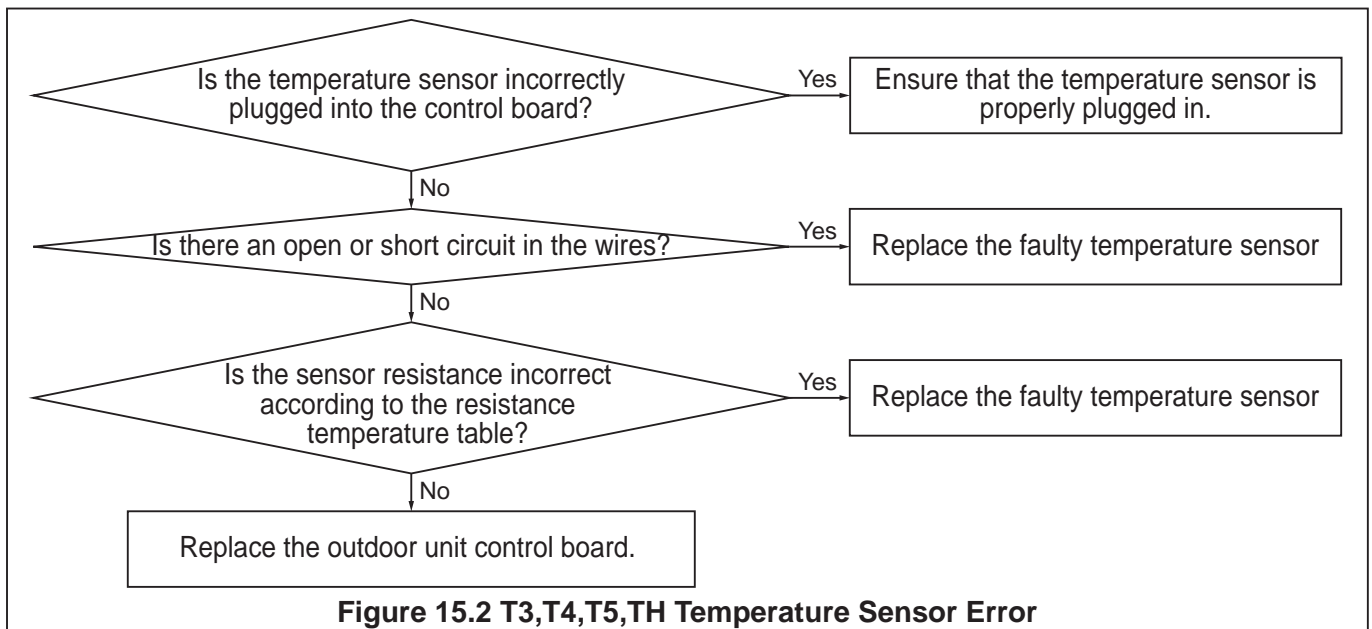 Is the temperature sensor incorrectly
plugged into the control board?
Yes
Ensure that the temperature sensor is
properly plugged in.
No
Is there an open or short circuit in the wires?
Yes
Replace the faulty temperature sensor
No
Is the sensor resistance incorrect
according to the resistance
temperature table?
Yes
Replace the faulty temperature sensor
No
Replace the outdoor unit control board.
Figure 15.2 T3,T4,T5,TH Temperature Sensor Error